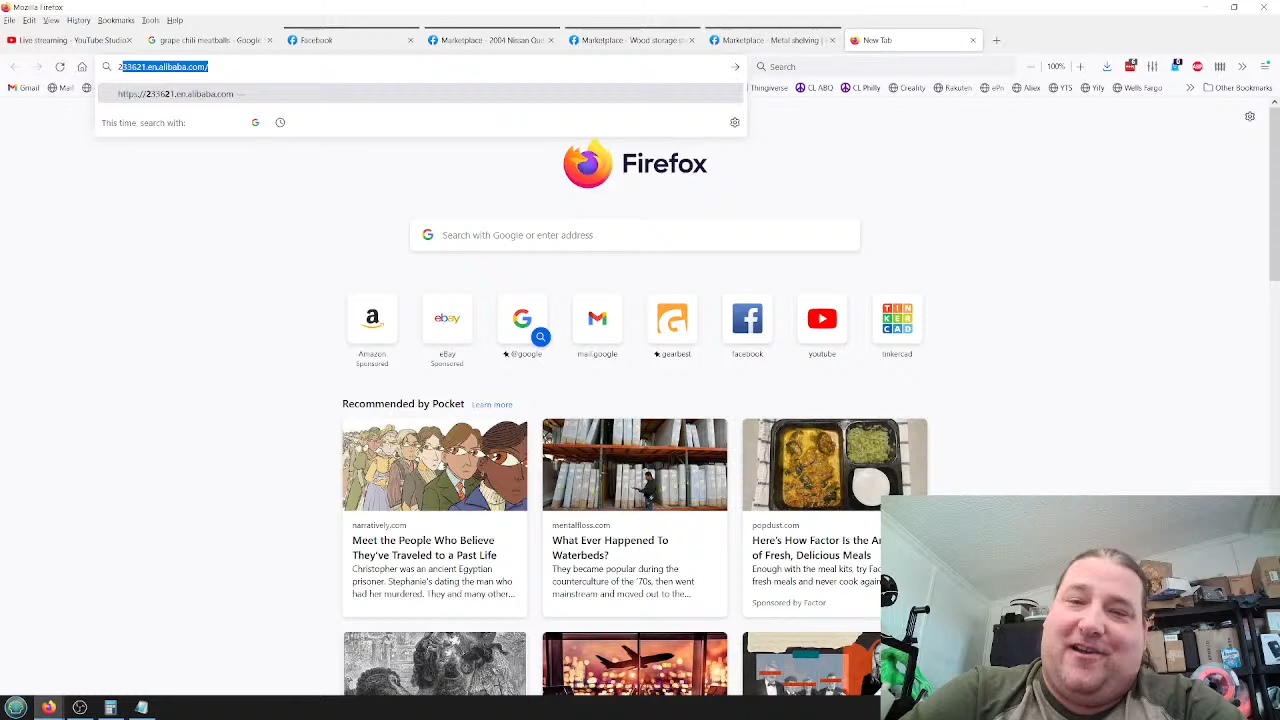 Mozilla Firefox
File Edit View History Bookmarks Tools Help
Live streaming - YouTube Studio
grape chili meatballs - Google
Facebook
Marketplace - 2004 Nissan Qu
Marketplace - Wood storage s
Marketplace - Metal shelving |
New Tab
233621.en.alibaba.com/
Search
100%
https://233621.en.alibaba.com
This time, search with:
Gmail
Mail
Thingiverse
CL ABQ
CL Philly
Creality
Rakuten
ePn
Aliex
YTS
Yify
Wells Fargo
Other Bookmarks
Firefox
Search with Google or enter address
Amazon
Sponsored
eBay
Sponsored
@google
mail.google
gearbest
facebook
youtube
tinkercad
ebay
TIN
KER
CAD
Recommended by Pocket Learn more
narratively.com
Meet the People Who Believe
They've Traveled to a Past Life
Christopher was an ancient Egyptian
prisoner. Stephanie's dating the man who
had her murdered. They and many other...
mentalfloss.com
What Ever Happened To
Waterbeds?
They became popular during the
counterculture of the '70s, then went
mainstream and moved out to the...
popdust.com
Here's How Factor Is the A
of Fresh, Delicious Meals
Enough with the meal kits, try Fa
fresh meals and never cook agai
Sponsored by Factor